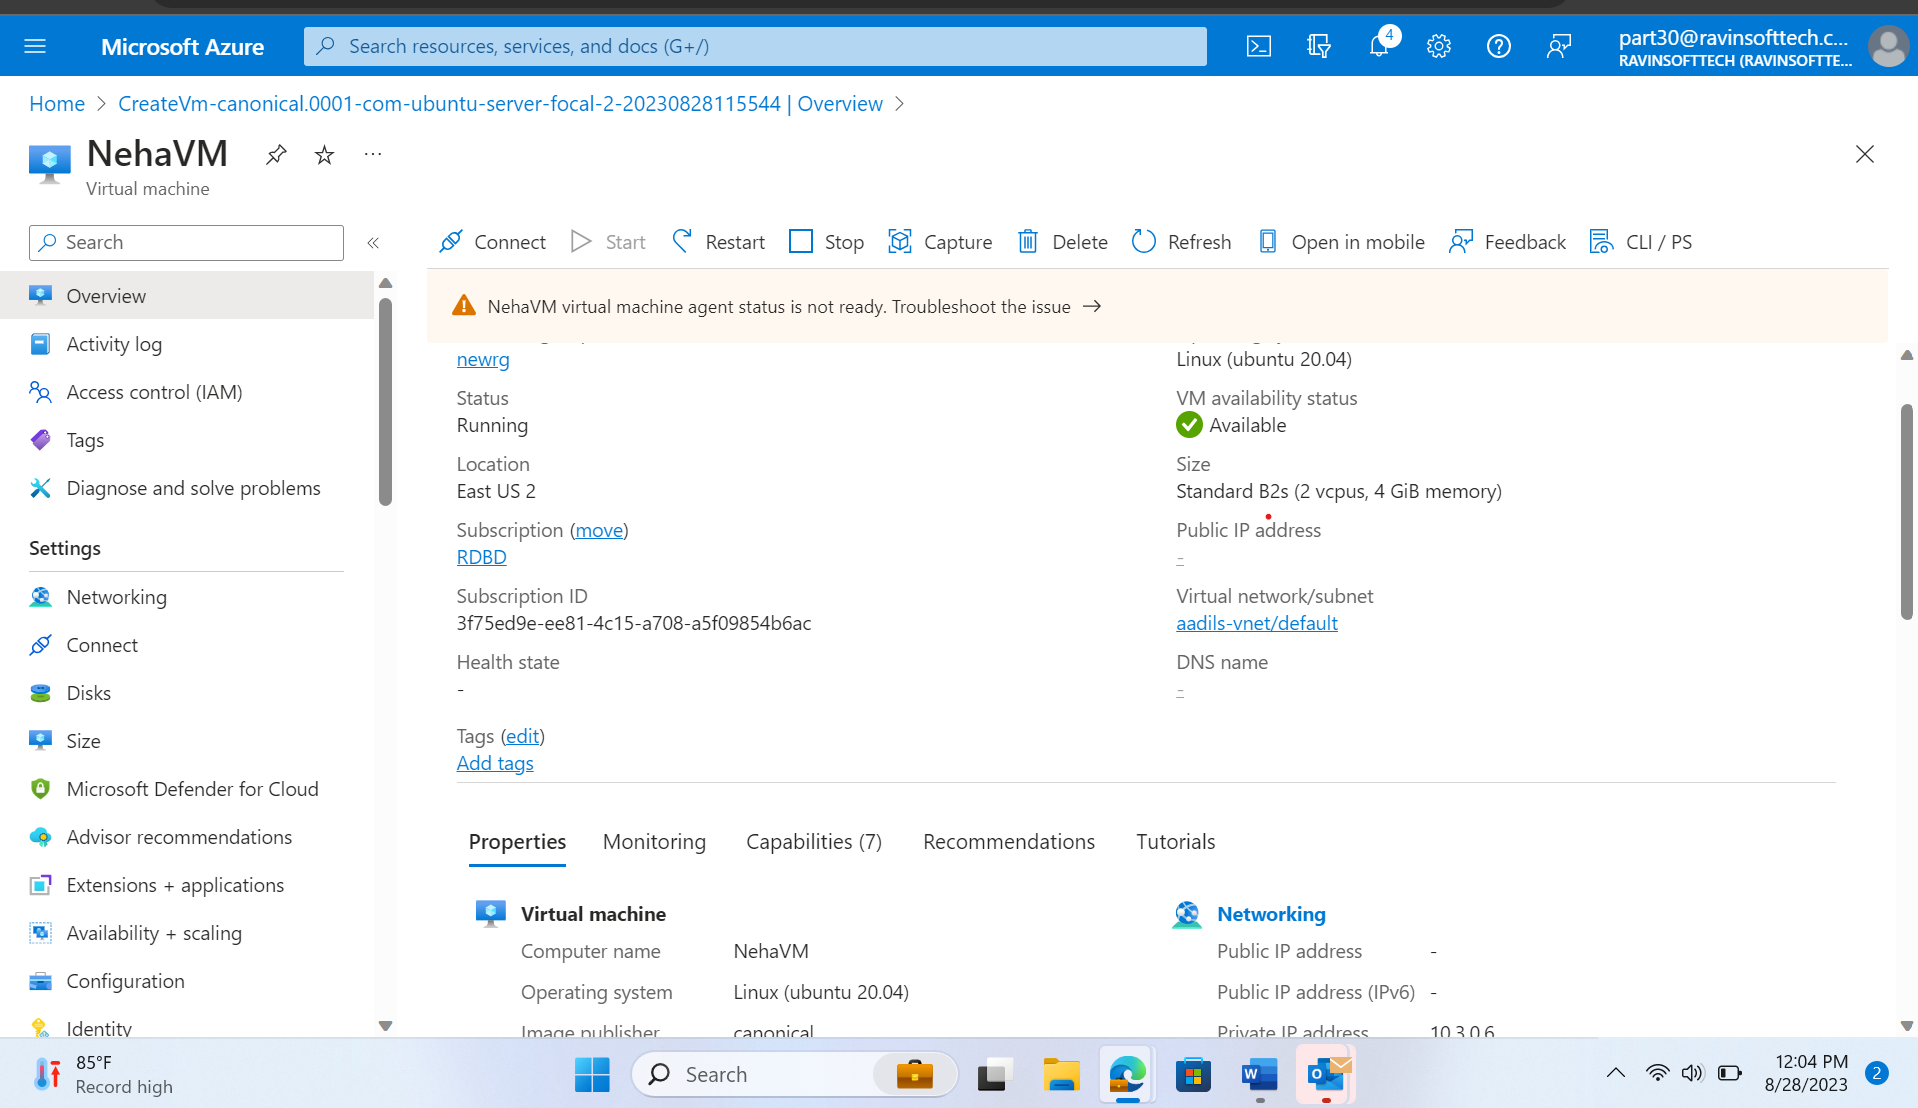 Microsoft Azure
Search resources, services, and docs (G+/)
4
part30@ravinsofttech.c...
RAVINSOFTTECH (RAVINSOFTTE...
Home > CreateVm-canonical.0001-com-ubuntu-server-focal-2-20230828115544 | Overview >
NehaVM
...
Virtual machine
Search
«
Connect
Start
Restart
Stop
Capture
Delete
Refresh
Open in mobile
Feedback
CLI / PS
NehaVM virtual machine agent status is not ready. Troubleshoot the issue →
Overview
Activity log
Access control (IAM)
Tags
Diagnose and solve problems
Settings
Networking
Connect
Disks
Size
Microsoft Defender for Cloud
Advisor recommendations
Extensions + applications
Availability + scaling
Configuration
Identity
newrg
Status
Running
Location
East US 2
Subscription (move)
RDBD
Subscription ID
3f75ed9e-ee81-4c15-a708-a5f09854b6ac
Health state
-
Linux (ubuntu 20.04)
VM availability status
Available
Size
Standard B2s (2 vcpus, 4 GiB memory)
Public IP address
-
Virtual network/subnet
aadils-vnet/default
DNS name
-
Tags (edit)
Add tags
Properties
Monitoring
Capabilities (7)
Recommendations
Tutorials
Virtual machine
Computer name NehaVM
Operating system Linux (ubuntu 20.04)
Image publisher canonical
Networking
Public IP address -
Public IP address (IPv6) -
Private IP address 10.3.0.6
85°F
Record high
Search
12:04 PM
8/28/2023
2